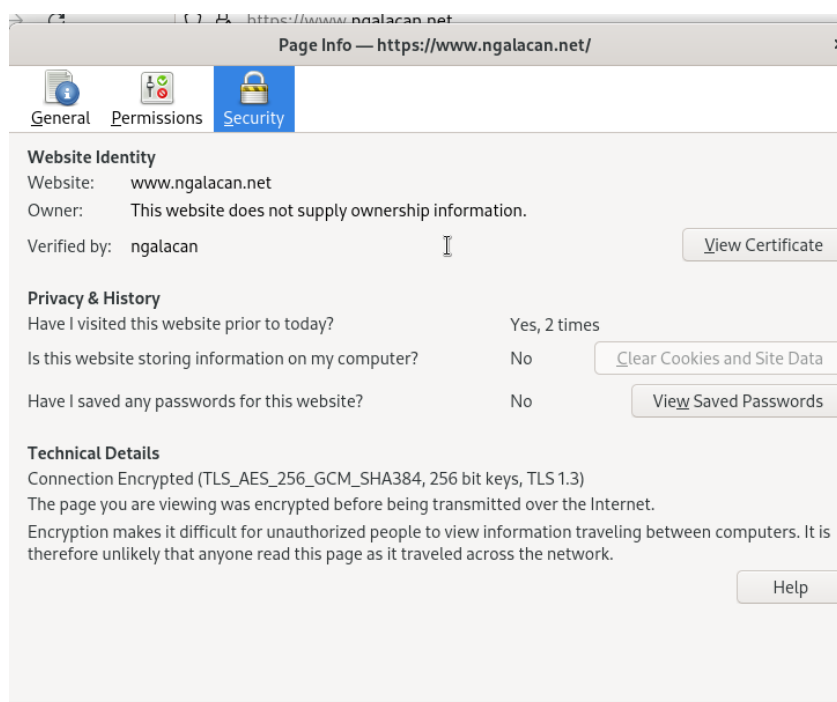 https://www.ngalacan.net
Page Info — https://www.ngalacan.net/
General Permissions Security
Website Identity
Website: www.ngalacan.net
Owner: This website does not supply ownership information.
Verified by: ngalacan View Certificate
Privacy & History
Have I visited this website prior to today? Yes, 2 times
Is this website storing information on my computer? No Clear Cookies and Site Data
Have I saved any passwords for this website? No View Saved Passwords
Technical Details
Connection Encrypted (TLS_AES_256_GCM_SHA384, 256 bit keys, TLS 1.3)
The page you are viewing was encrypted before being transmitted over the Internet.
Encryption makes it difficult for unauthorized people to view information traveling between computers. It is
therefore unlikely that anyone read this page as it traveled across the network.
Help